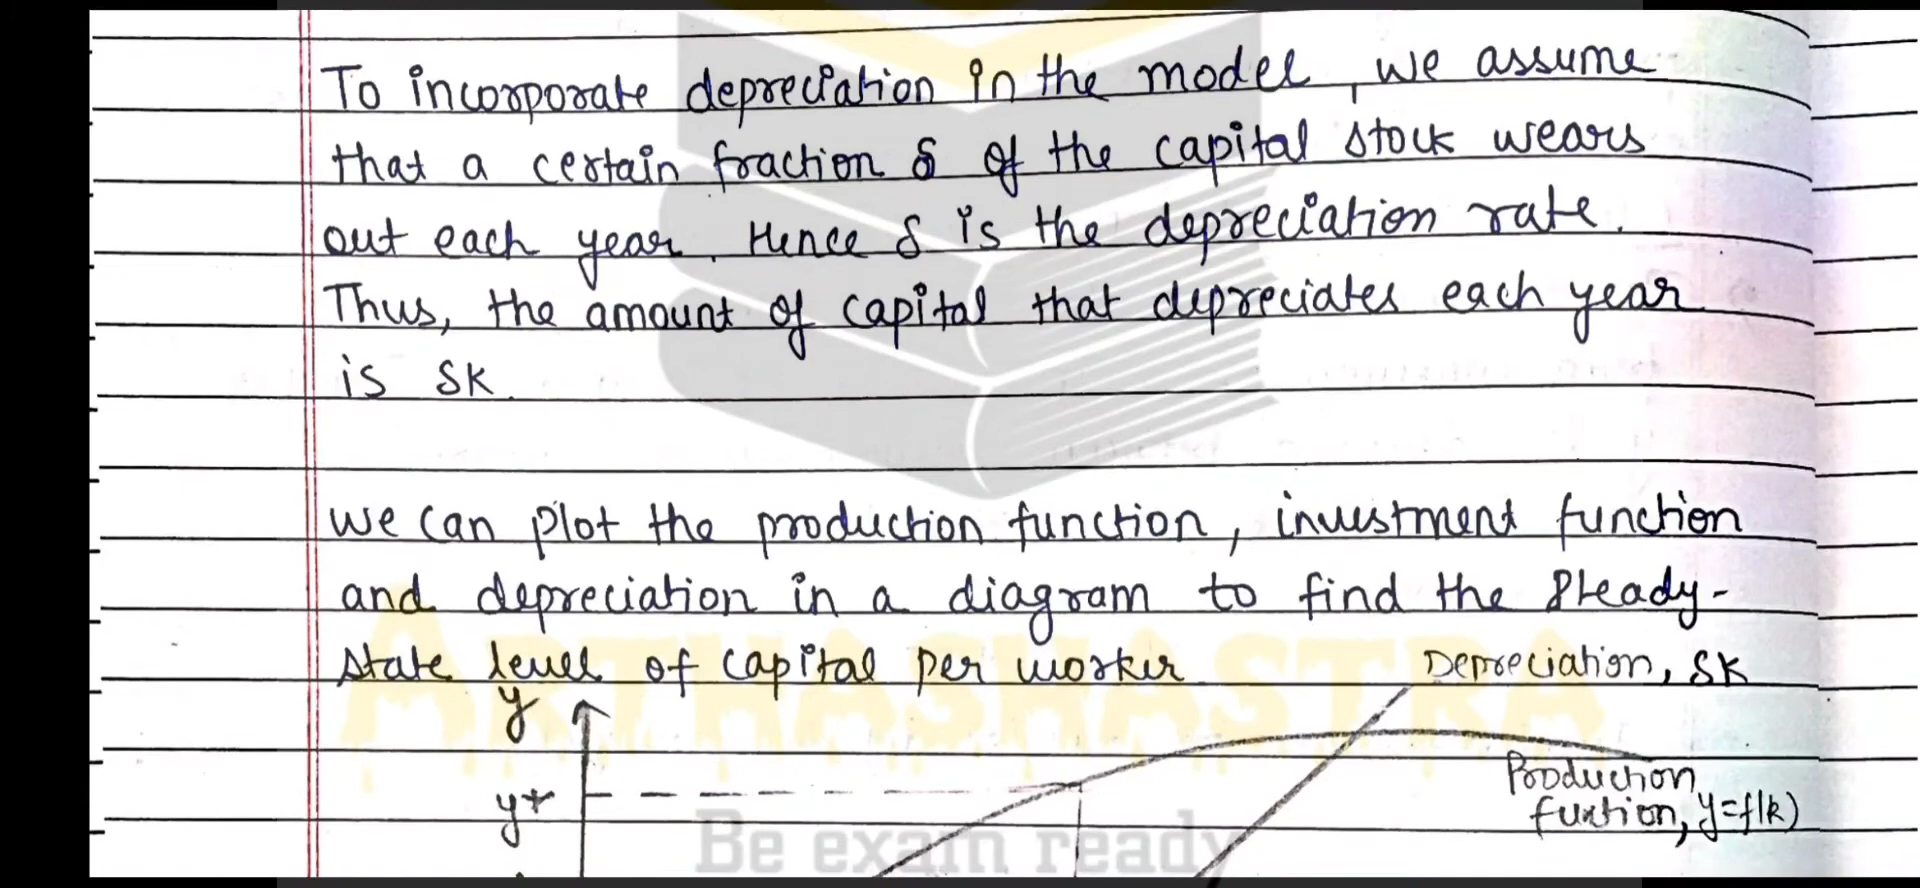 To incorporate depreciation in the model, we assume
that a certain fraction δ of the capital stock wears
out each year. Hence δ is the depreciation rate.
Thus, the amount of capital that depreciates each year
is δK.
we can plot the production function, investment function
and depreciation in a diagram to find the steady-
state level of capital per worker
Depreciation, δK
y
Production
funtion, y=f(k)
y*
ARTHASHASTRA
Be exam ready